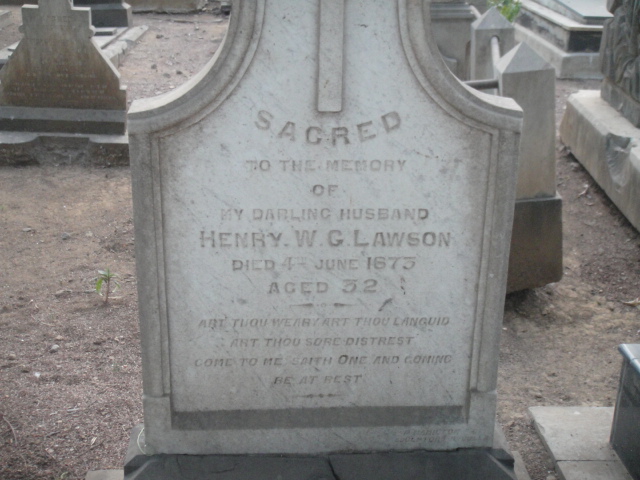 SACRED
TO THE MEMORY
OF
MY DARLING HUSBAND
HENRY. W. G. LAWSON
DIED 4TH JUNE 1873
AGED 32
ART THOU WEARY ART THOU LANGUID
ART THOU SORE DISTREST
COME TO ME SAITH ONE AND COMING
BE AT REST